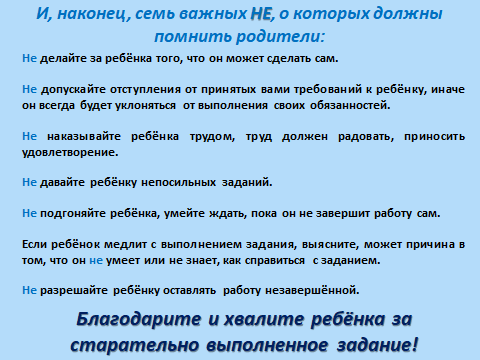 И, наконец, семь важных НЕ, о которых должны
помнить родители:
Не делайте за ребёнка того, что он может сделать сам.
Не допускайте отступления от принятых вами требований к ребёнку, иначе
он всегда будет уклоняться от выполнения своих обязанностей.
Не наказывайте ребёнка трудом, труд должен радовать, приносить
удовлетворение.
Не давайте ребёнку непосильных заданий.
Не подгоняйте ребёнка, умейте ждать, пока он не завершит работу сам.
Если ребёнок медлит с выполнением задания, выясните, может причина в
том, что он не умеет или не знает, как справиться с заданием.
Не разрешайте ребёнку оставлять работу незавершённой.
Благодарите и хвалите ребёнка за
старательно выполненное задание!